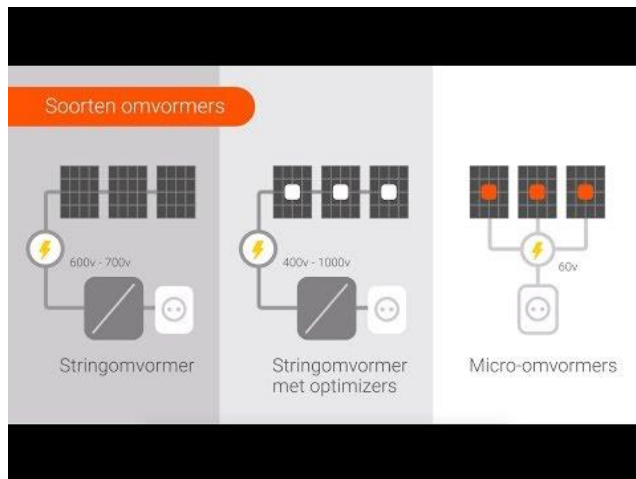 Soorten omvormers
600v - 700v
400v - 1000v
60v
Stringomvormer
Stringomvormer
met optimizers
Micro-omvormers